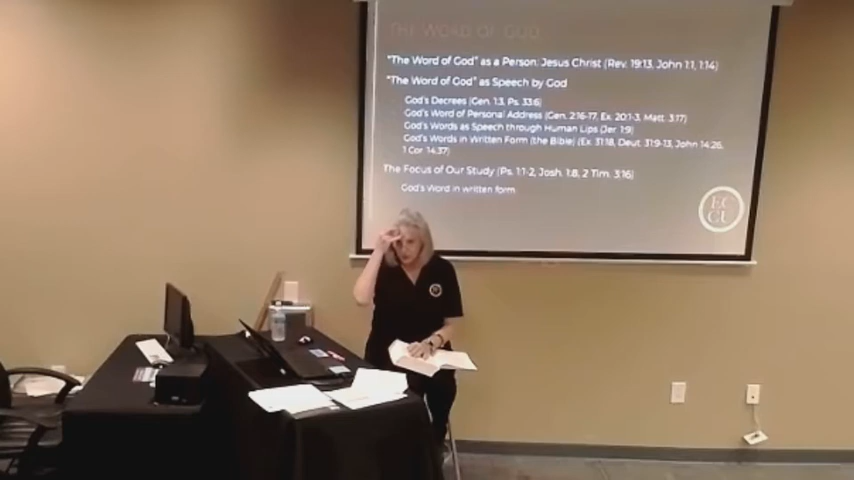 THE WORD OF GOD
"The Word of God" as a Person: Jesus Christ (Rev. 19:13, John 1:1, 1:14)
"The Word of God" as Speech by God
God's Decrees (Gen. 1:3, Ps. 33:6)
God's Word of Personal Address (Gen. 2:16-17, Ex. 20:1-3, Matt. 3:17)
God's Words as Speech through Human Lips (Jer 1:9)
God's Words in Written Form (the Bible) (Ex. 31:18, Deut. 31:9-13, John 14:26,
1 Cor 14:37)
The Focus of Our Study (Ps. 1:1-2, Josh. 1:8, 2 Tim. 3:16)
God's Word in written form
EC
CU